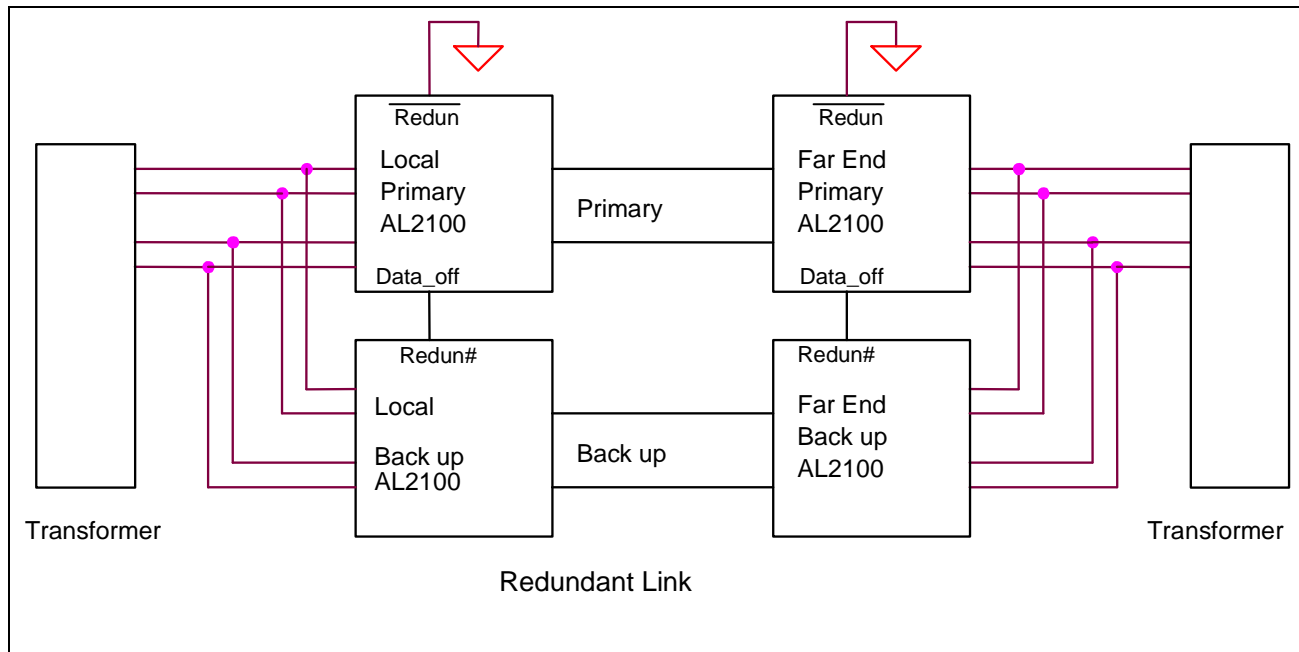 Redun
Redun
Local
Primary
AL2100
Far End
Primary
AL2100
Primary
Data_off
Data_off
Redun#
Redun#
Local
Back up
AL2100
Far End
Back up
AL2100
Back up
Transformer
Transformer
Redundant Link